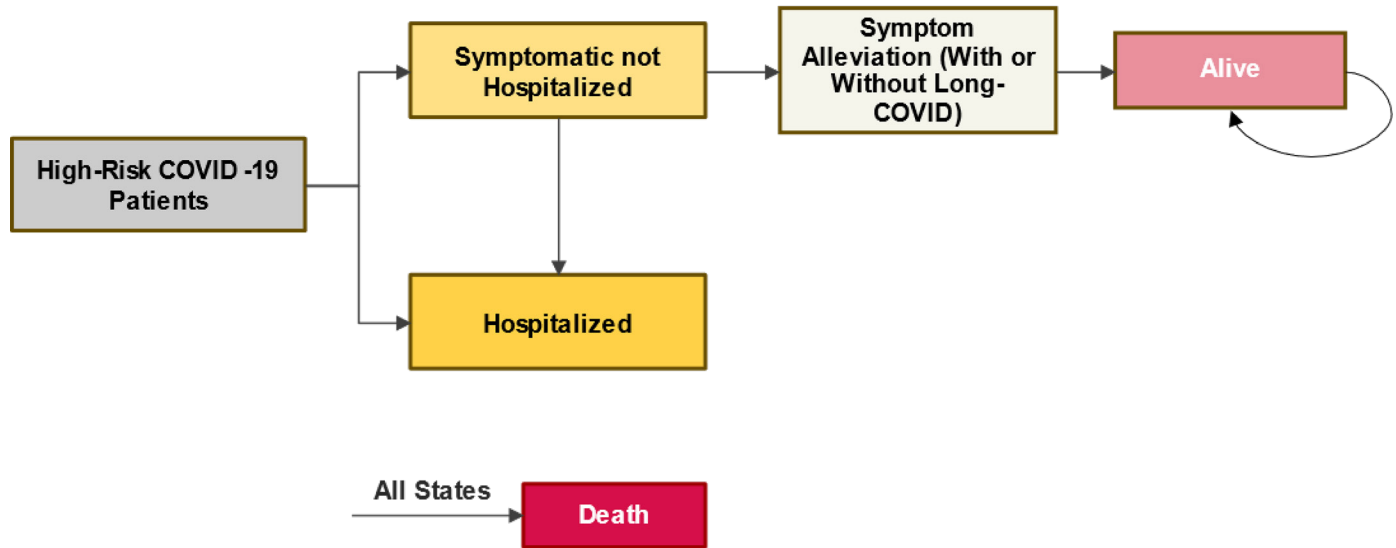 Symptom
Alleviation (With or
Without Long-
COVID)
Symptomatic not
Hospitalized
Alive
High-Risk COVID -19
Patients
Hospitalized
All States
Death